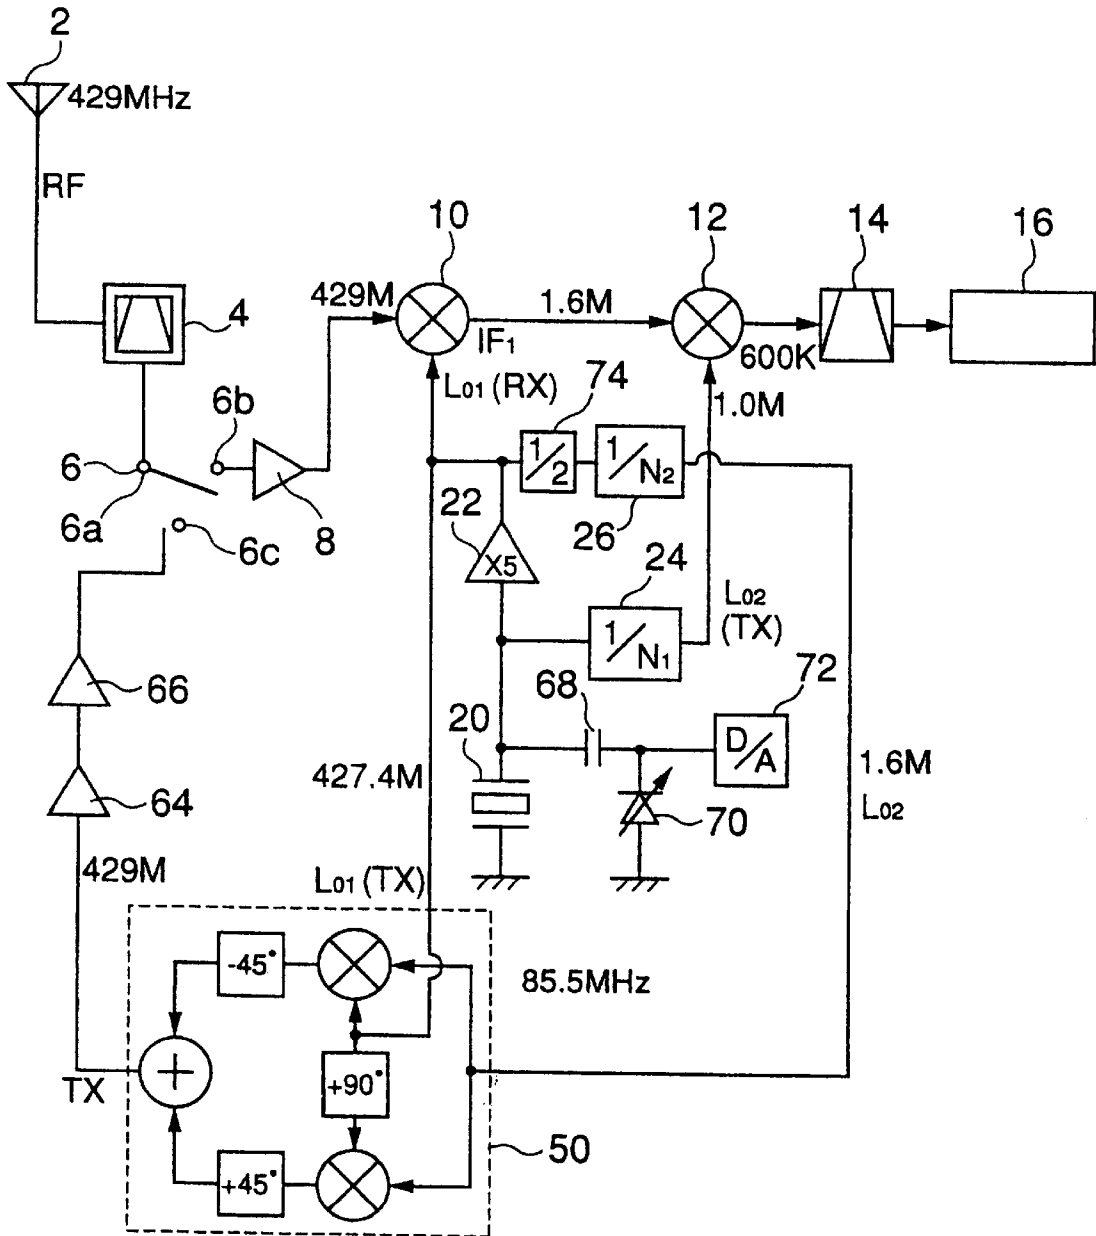 2
429MHz
RF
4
10
12
14
16
429M
IF1
1.6M
600K
L01 (RX)
74
1.0M
6b
6
1/2
1/N2
22
8
26
6a
6c
X5
24
L02
(TX)
1/N1
66
68
72
20
D/A
427.4M
1.6M
64
70
L02
429M
L01 (TX)
-45°
85.5MHz
+
+90°
TX
50
+45°